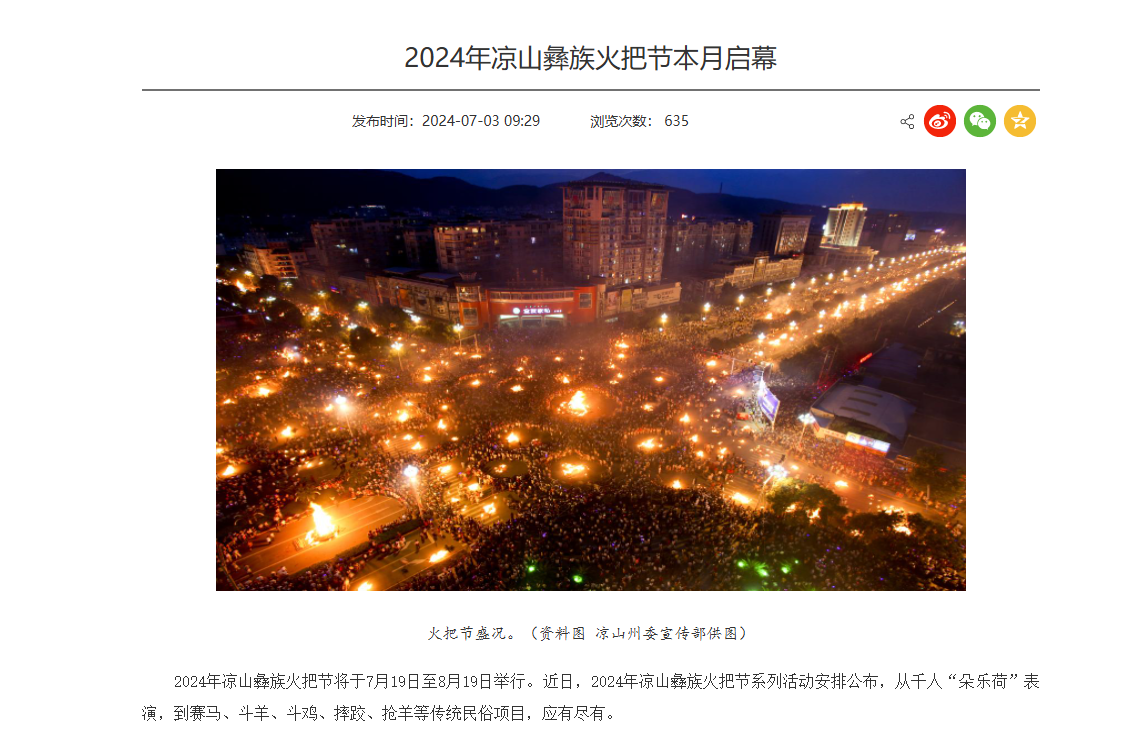 2024年凉山彝族火把节本月启幕
发布时间：2024-07-03 09:29 浏览次数： 635
火把节盛况。（资料图 凉山州委宣传部供图）
2024年凉山彝族火把节将于7月19日至8月19日举行。近日，2024年凉山彝族火把节系列活动安排公布，从千人“朵乐荷”表
演，到赛马、斗羊、斗鸡、摔跤、抢羊等传统民俗项目，应有尽有。